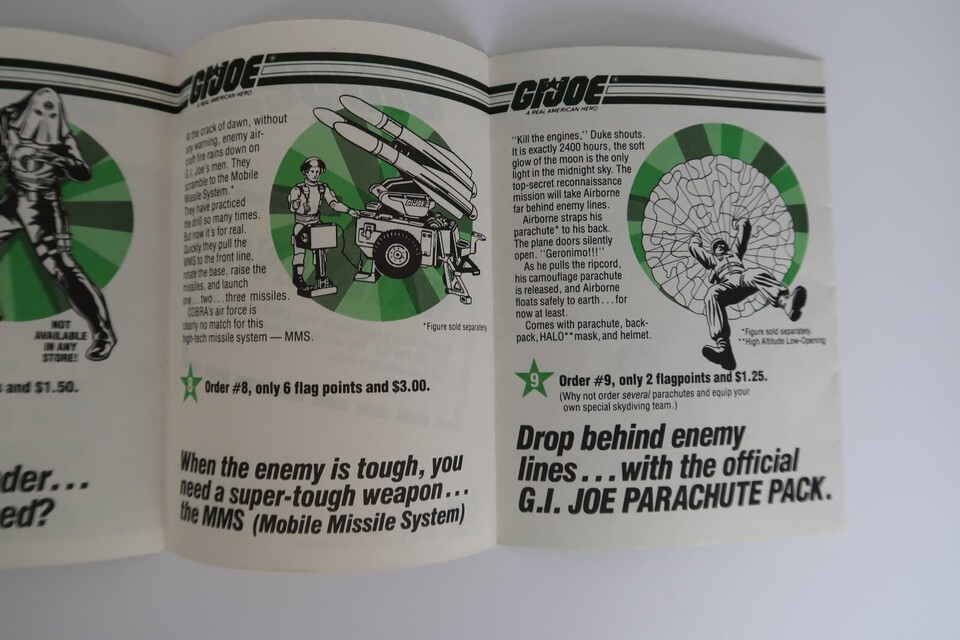 NOT
AVAILABLE
IN ANY
STORE!
and $1.50.
der...
ed?
GI JOE®
A REAL AMERICAN HERO
At the crack of dawn, without
any warning, enemy air-
craft fire rains down on
G.I. Joe's men. They
scramble to the Mobile
Missile System.*
They have practiced
the drill so many times.
But now it's for real.
Quickly they pull the
MMS to the front line,
rotate the base, raise the
missiles, and launch
one...two...three missiles.
COBRA's air force is
clearly no match for this
high-tech missile system — MMS.
GI JOE
*Figure sold separately.
8 Order #8, only 6 flag points and $3.00.
When the enemy is tough, you
need a super-tough weapon...
the MMS (Mobile Missile System)
GI JOE®
A REAL AMERICAN HERO
"Kill the engines," Duke shouts.
It is exactly 2400 hours, the soft
glow of the moon is the only
light in the midnight sky. The
top-secret reconnaissance
mission will take Airborne
far behind enemy lines.
Airborne straps his
parachute* to his back.
The plane doors silently
open. "Geronimo!!!"
As he pulls the ripcord,
his camouflage parachute
is released, and Airborne
floats safely to earth...for
now at least.
Comes with parachute, back-
pack, HALO** mask, and helmet.
*Figure sold separately.
**High Altitude Low-Opening
9 Order #9, only 2 flagpoints and $1.25.
(Why not order several parachutes and equip your
own special skydiving team.)
Drop behind enemy
lines...with the official
G.I. JOE PARACHUTE PACK.